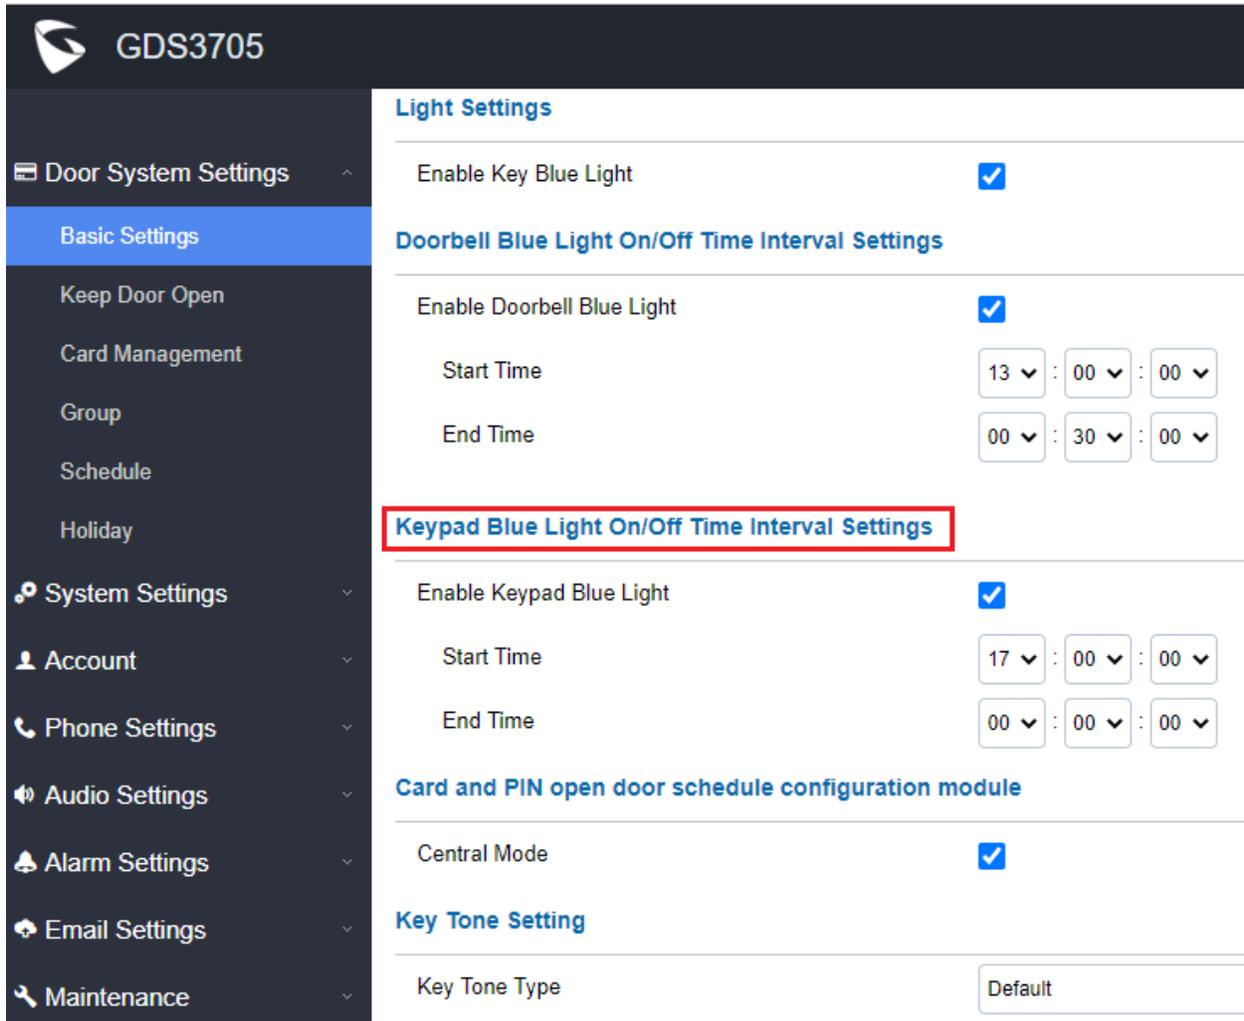 GDS3705
Door System Settings
Basic Settings
Keep Door Open
Card Management
Group
Schedule
Holiday
System Settings
Account
Phone Settings
Audio Settings
Alarm Settings
Email Settings
Maintenance
Light Settings
Enable Key Blue Light
Doorbell Blue Light On/Off Time Interval Settings
Enable Doorbell Blue Light
Start Time 13 : 00 : 00
End Time 00 : 30 : 00
Keypad Blue Light On/Off Time Interval Settings
Enable Keypad Blue Light
Start Time 17 : 00 : 00
End Time 00 : 00 : 00
Card and PIN open door schedule configuration module
Central Mode
Key Tone Setting
Key Tone Type Default